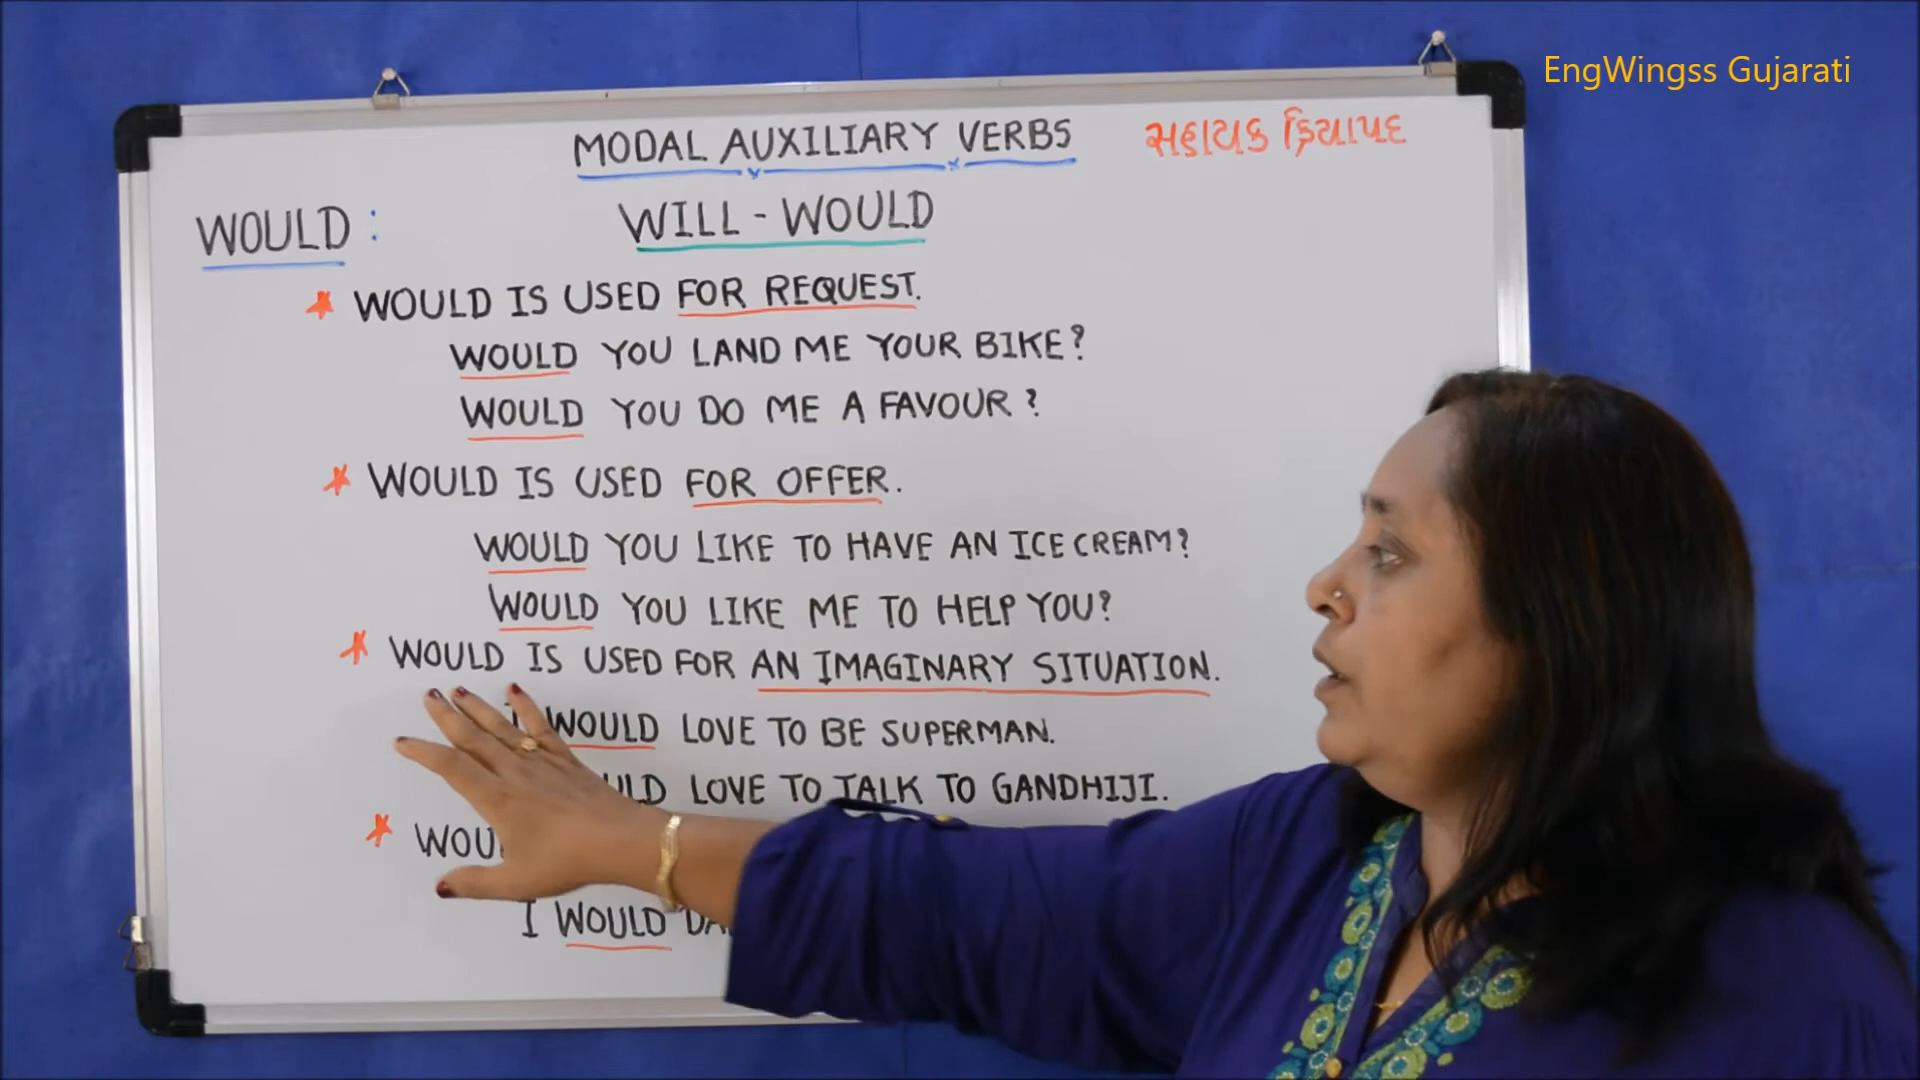 EngWingss Gujarati
MODAL AUXILIARY VERBS સહાયક ક્રિયાપદ
WILL - WOULD
WOULD :
WOULD IS USED FOR REQUEST.
WOULD YOU LAND ME YOUR BIKE?
WOULD YOU DO ME A FAVOUR?
WOULD IS USED FOR OFFER.
WOULD YOU LIKE TO HAVE AN ICE CREAM?
WOULD YOU LIKE ME TO HELP YOU?
WOULD IS USED FOR AN IMAGINARY SITUATION.
I WOULD LOVE TO BE SUPERMAN.
LOVE TO TALK TO GANDHIJI.
I WOULD